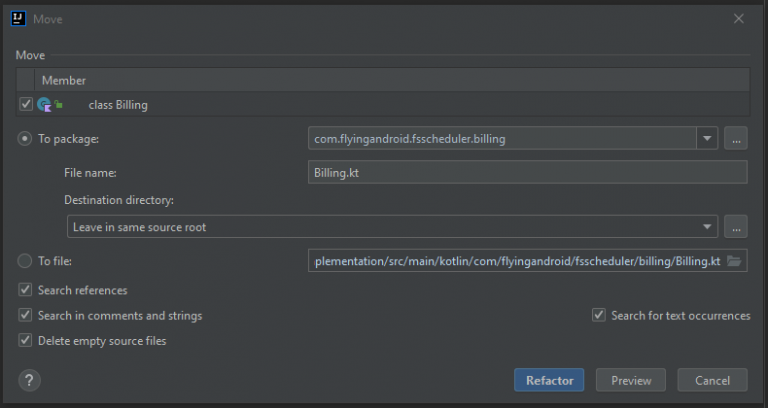 Move
Move
Member
class Billing
To package: com.flyingandroid.fsscheduler.billing ...
File name: Billing.kt
Destination directory:
Leave in same source root ...
To file: plementation/src/main/kotlin/com/flyingandroid/fsscheduler/billing/Billing.kt
Search references
Search in comments and strings Search for text occurrences
Delete empty source files
? Refactor Preview Cancel